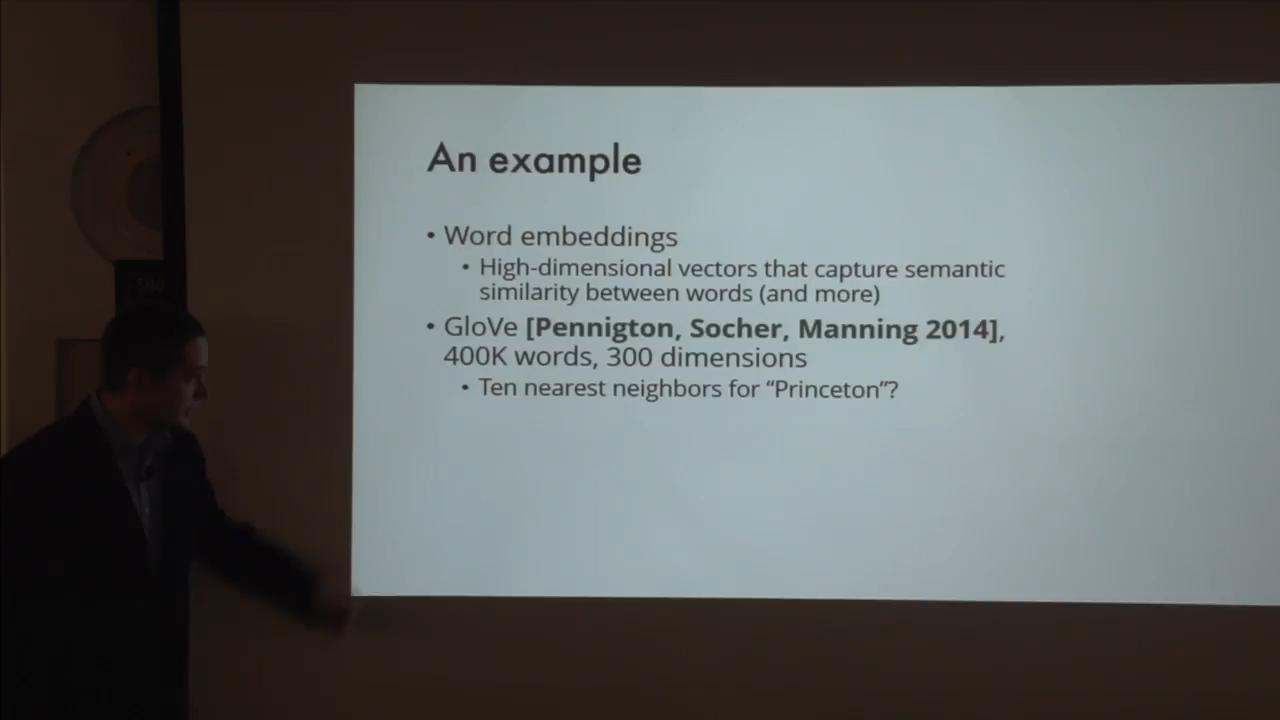 An example
• Word embeddings
• High-dimensional vectors that capture semantic
similarity between words (and more)
• GloVe [Pennigton, Socher, Manning 2014],
400K words, 300 dimensions
• Ten nearest neighbors for “Princeton”?